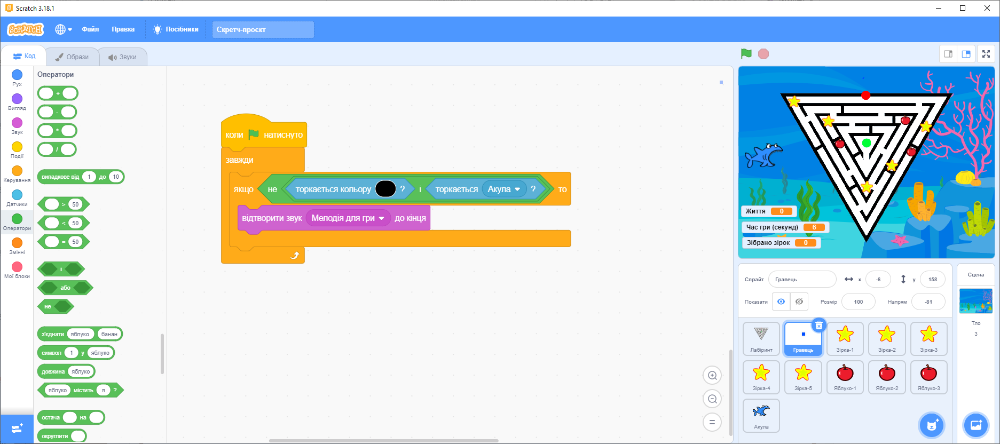 Scratch 3.18.1
SCRATCH
Файл
Правка
Посібники
Скретч-проєкт
Код
Образи
Звуки
Рух
Вигляд
Звук
Події
Керування
Датчики
Оператори
Змінні
Мої блоки
Оператори
+
-
*
/
випадкове від 1 до 10
> 50
< 50
= 50
і
або
не
з'єднати яблуко банан
символ 1 у яблуко
довжина яблуко
яблуко містить я ?
остача на
округлити
коли натиснуто
завжди
якщо не торкається кольору ? і торкається Акула ? то
відтворити звук Мелодія для гри до кінця
Життя 0
Час гри (секунд) 6
Зібрано зірок 0
Спрайт Гравець x -6 y 158
Показати Розмір 100 Напрям -81
Лабіринт
Гравець
Зірка-1
Зірка-2
Зірка-3
Зірка-4
Зірка-5
Яблуко-1
Яблуко-2
Яблуко-3
Акула
Сцена
Тло
3